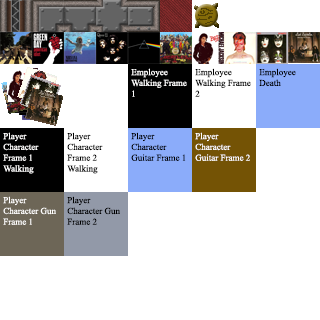 Employee
Walking Frame
1
Employee
Walking Frame
2
Employee
Death
Player
Character
Frame 1
Walking
Player
Character
Frame 2
Walking
Player
Character
Guitar Frame 1
Player
Character
Guitar Frame 2
Player
Character Gun
Frame 1
Player
Character Gun
Frame 2